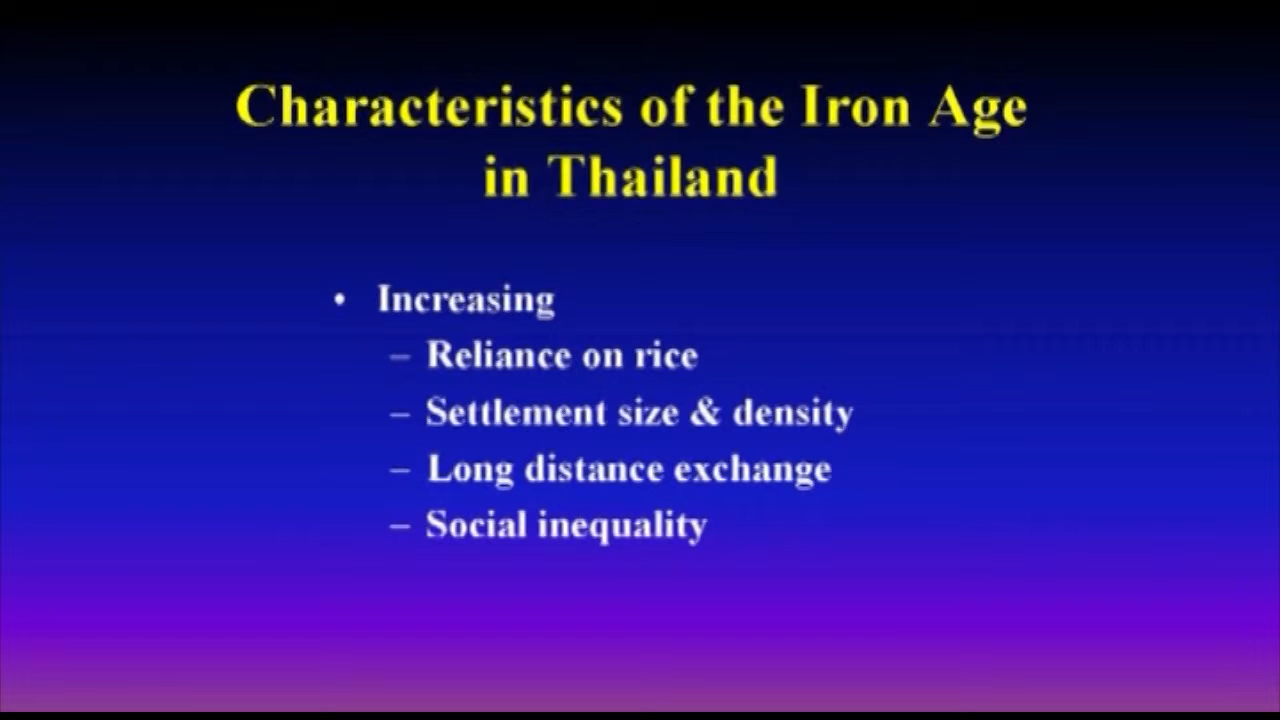 Characteristics of the Iron Age
in Thailand
• Increasing
– Reliance on rice
– Settlement size & density
– Long distance exchange
– Social inequality